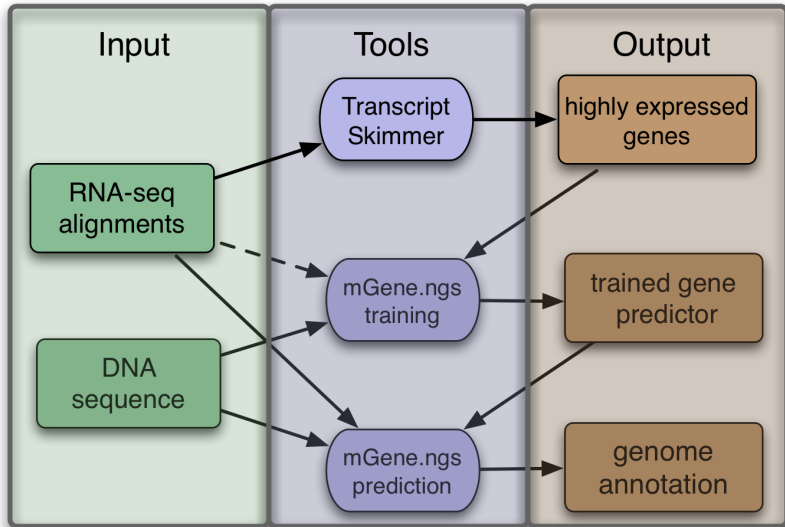 Input
Tools
Output
Transcript
Skimmer
highly expressed
genes
RNA-seq
alignments
mGene.ngs
training
trained gene
predictor
DNA
sequence
mGene.ngs
prediction
genome
annotation